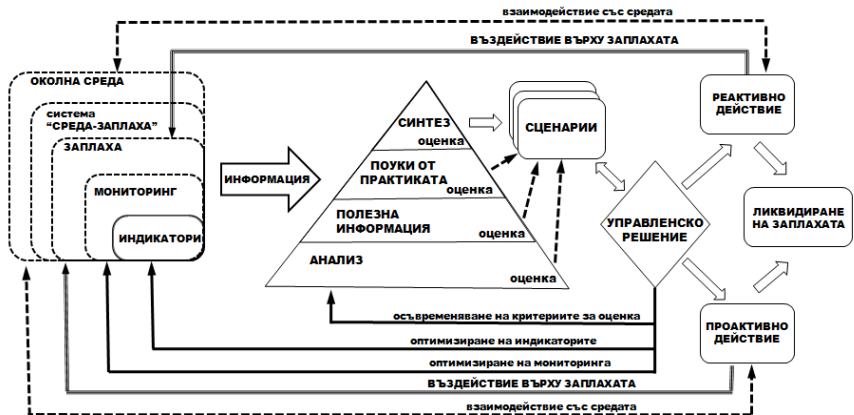 взаимодействие със средата
ВЪЗДЕЙСТВИЕ ВЪРХУ ЗАПЛАХАТА
ОКОЛНА СРЕДА
система
"СРЕДА-ЗАПЛАХА"
ЗАПЛАХА
МОНИТОРИНГ
ИНДИКАТОРИ
ИНФОРМАЦИЯ
СИНТЕЗ
оценка
ПОУКИ ОТ
ПРАКТИКАТА
оценка
ПОЛЕЗНА
ИНФОРМАЦИЯ
оценка
АНАЛИЗ
оценка
СЦЕНАРИИ
УПРАВЛЕНСКО
РЕШЕНИЕ
РЕАКТИВНО
ДЕЙСТВИЕ
ЛИКВИДИРАНЕ
НА ЗАПЛАХАТА
ПРОАКТИВНО
ДЕЙСТВИЕ
осъвременяване на критериите за оценка
оптимизиране на индикаторите
оптимизиране на мониторинга
ВЪЗДЕЙСТВИЕ ВЪРХУ ЗАПЛАХАТА
взаимодействие със средата